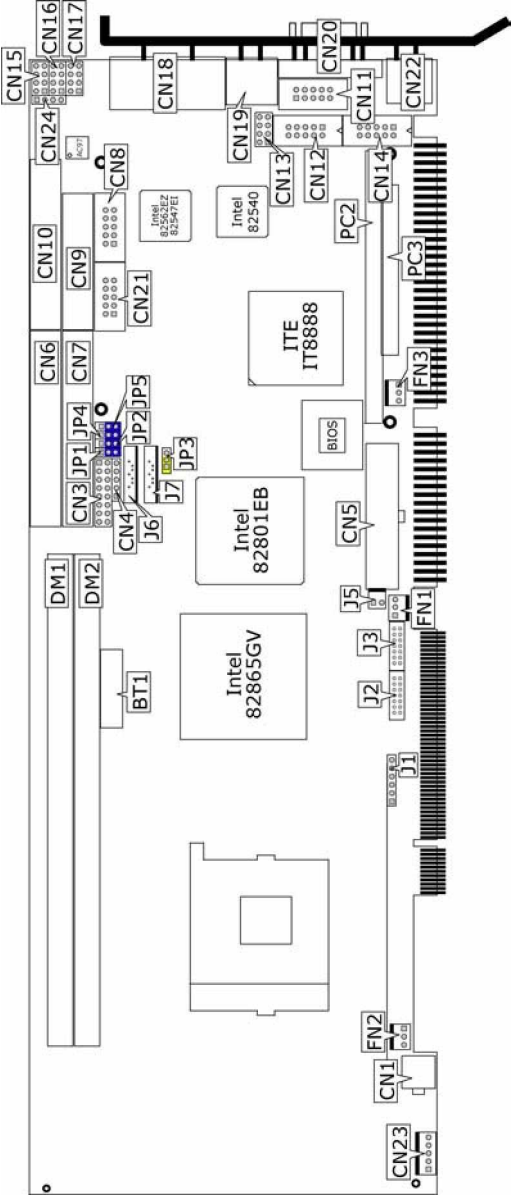 CN15
CN16
CN17
CN24
AC97
CN18
CN19
CN20
CN11
CN22
CN13
CN12
CN14
CN8
CN10
CN9
CN21
Intel
82562EZ
82547EI
Intel
82540
PC2
PC3
ITE
IT8888
FN3
CN6
CN7
JP4
JP5
JP1
JP2
JP3
CN3
CN4
J6
J7
BIOS
Intel
82801EB
CN5
DM1
DM2
J5
FN1
BT1
Intel
82865GV
J3
J2
J1
FN2
CN1
CN23